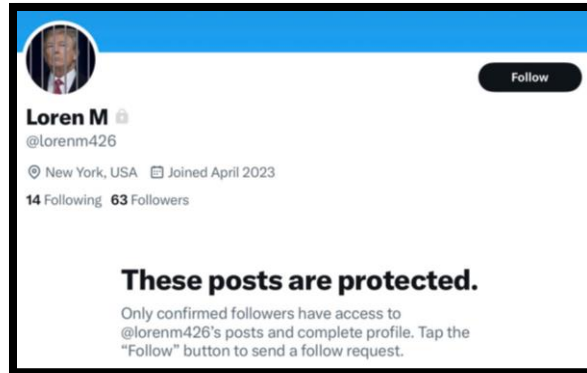 Follow
Loren M
@lorenm426
New York, USA Joined April 2023
14 Following 63 Followers
These posts are protected.
Only confirmed followers have access to
@lorenm426's posts and complete profile. Tap the
“Follow” button to send a follow request.